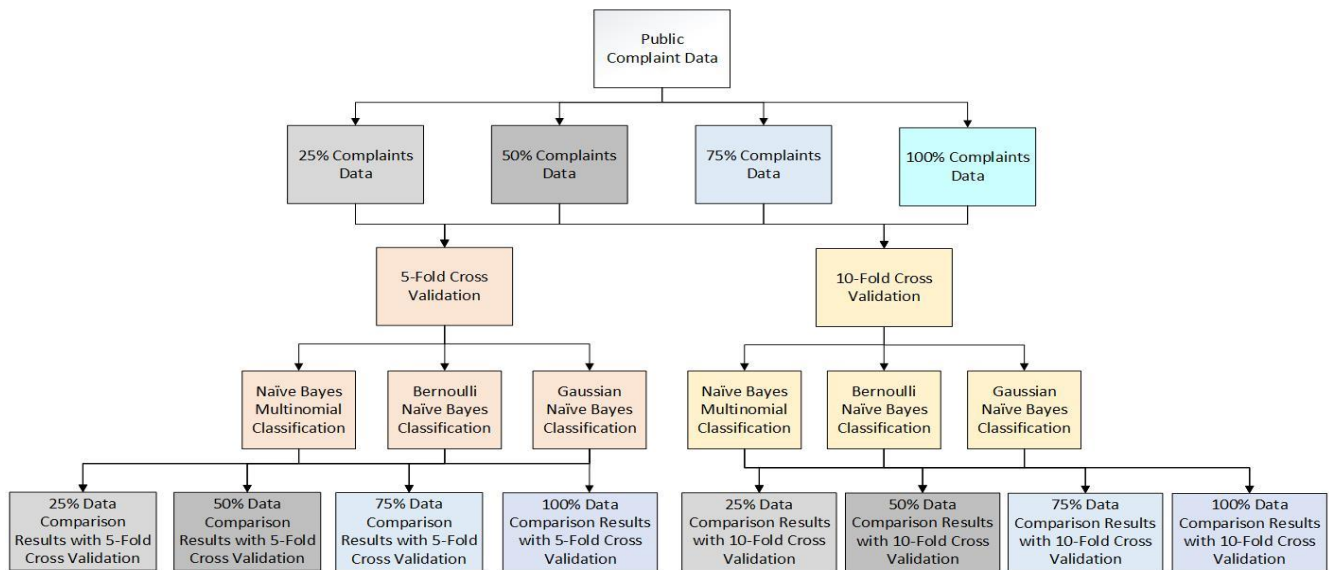 Public
Complaint Data
25% Complaints
Data
50% Complaints
Data
75% Complaints
Data
100% Complaints
Data
5-Fold Cross
Validation
10-Fold Cross
Validation
Naïve Bayes
Multinomial
Classification
Bernoulli
Naïve Bayes
Classification
Gaussian
Naïve Bayes
Classification
Naïve Bayes
Multinomial
Classification
Bernoulli
Naïve Bayes
Classification
Gaussian
Naïve Bayes
Classification
25% Data
Comparison
Results with 5-Fold
Cross Validation
50% Data
Comparison
Results with 5-Fold
Cross Validation
75% Data
Comparison
Results with 5-Fold
Cross Validation
100% Data
Comparison Results
with 5-Fold Cross
Validation
25% Data
Comparison Results
with 10-Fold Cross
Validation
50% Data
Comparison Results
with 10-Fold Cross
Validation
75% Data
Comparison Results
with 10-Fold Cross
Validation
100% Data
Comparison Results
with 10-Fold Cross
Validation